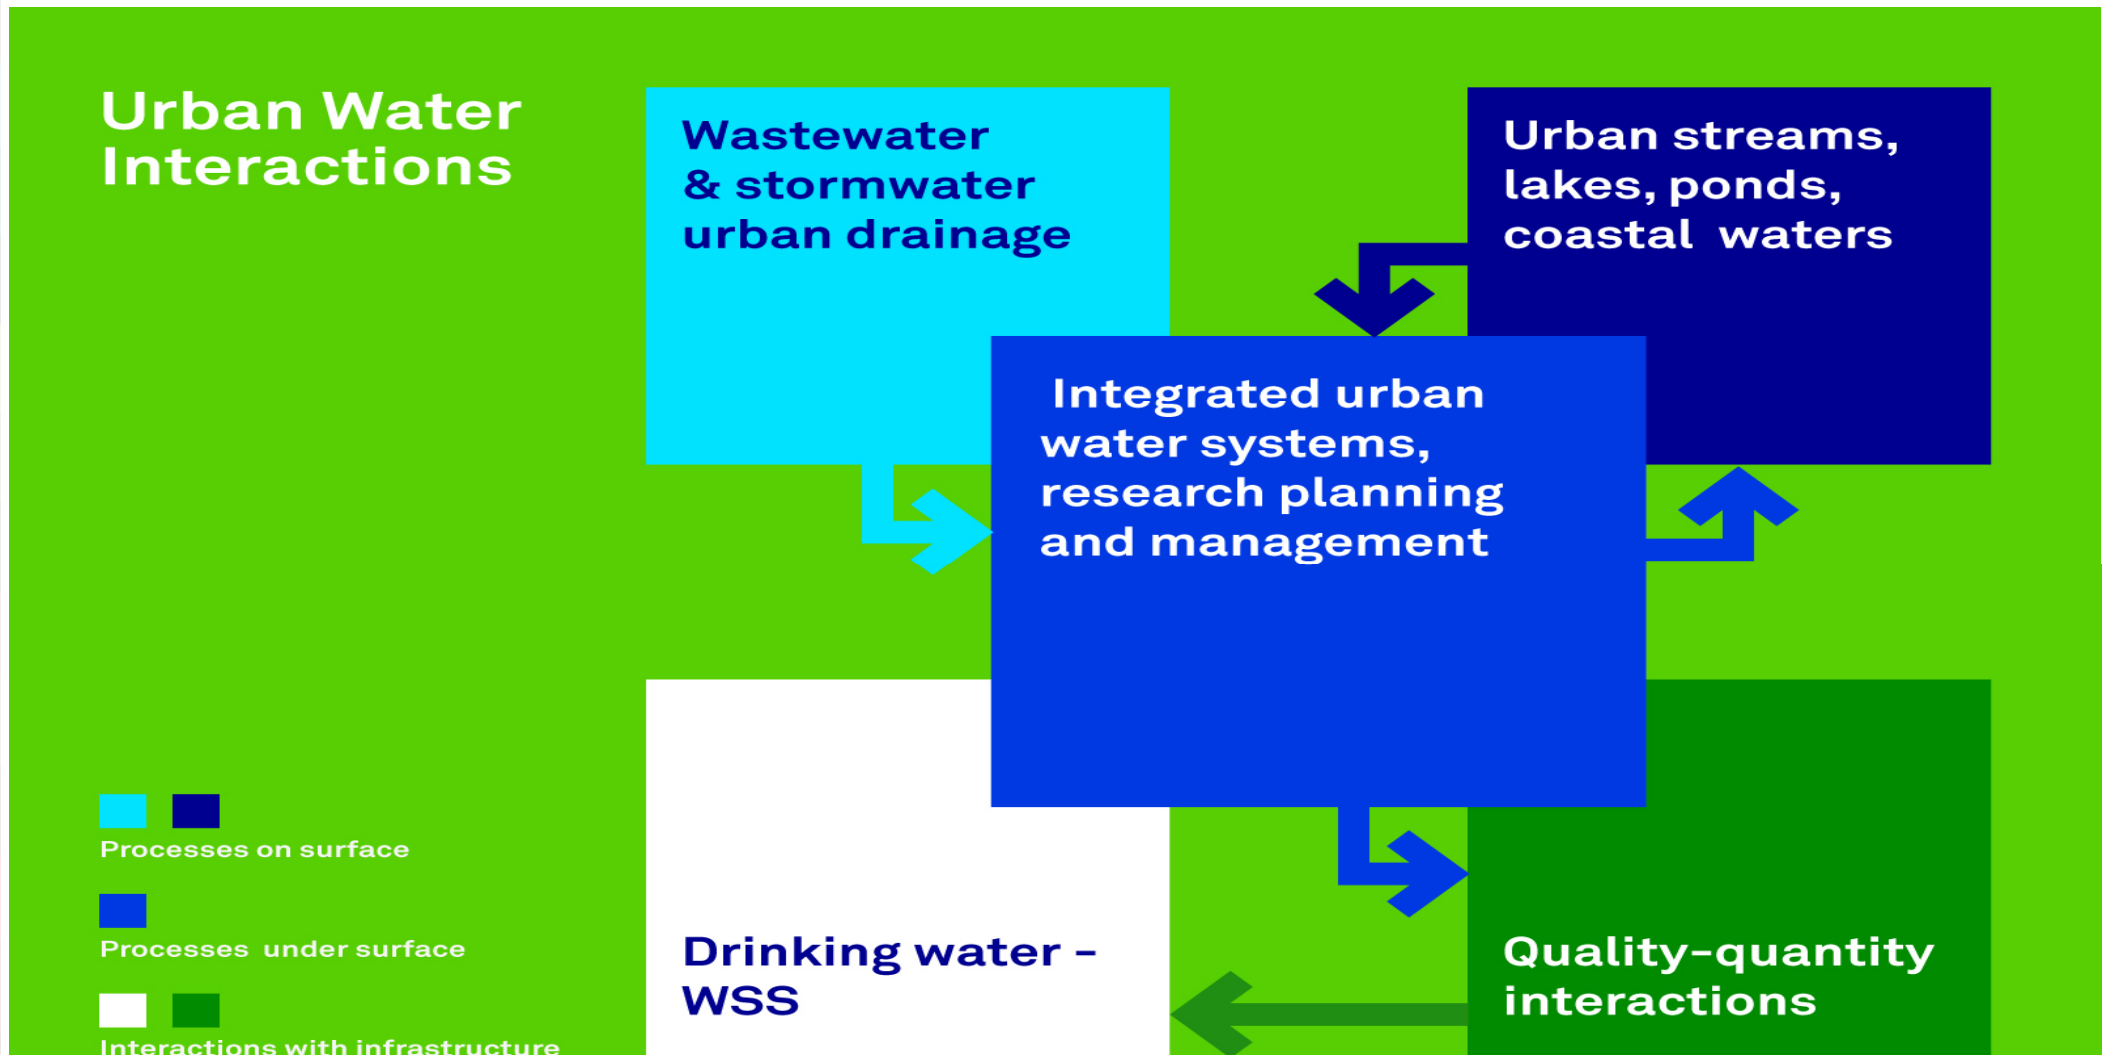 Urban Water
Interactions
Wastewater
& stormwater
urban drainage
Urban streams,
lakes, ponds,
coastal waters
Integrated urban
water systems,
research planning
and management
Drinking water -
WSS
Quality-quantity
interactions
Processes on surface
Processes under surface
Interactions with infrastructure